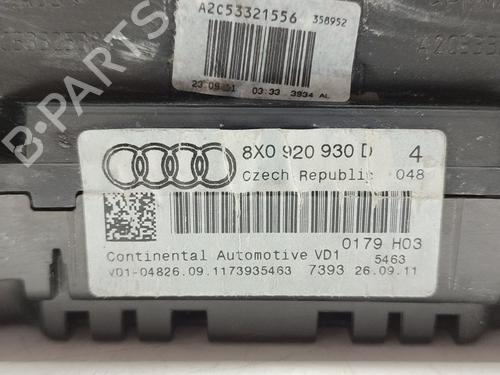 A2C53321556 358952
23.09.11 03:33 3934 AL
8X0 920 930 D 4
Czech Republic 048
0179 H03
Continental Automotive VD1 5463
VD1-04826.09.1173935463 7393 26.09.11